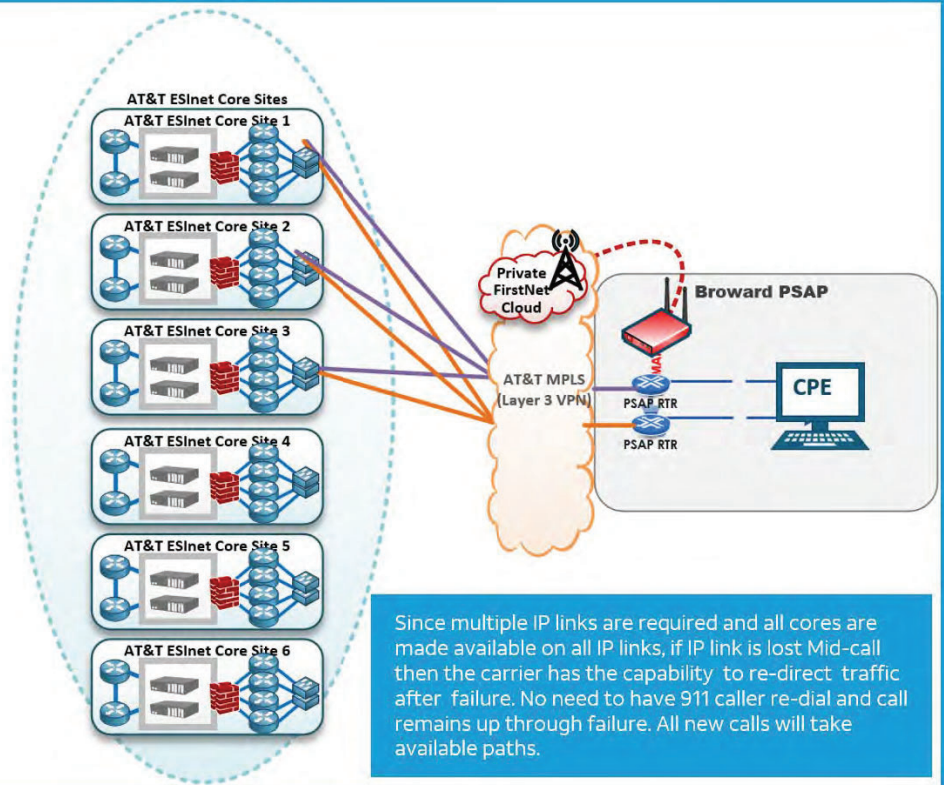 AT&T ESInet Core Sites
AT&T ESInet Core Site 1
AT&T ESInet Core Site 2
AT&T ESInet Core Site 3
AT&T ESInet Core Site 4
AT&T ESInet Core Site 5
AT&T ESInet Core Site 6
Private
FirstNet
Cloud
AT&T MPLS
(Layer 3 VPN)
Broward PSAP
PSAP RTR
PSAP RTR
CPE
Since multiple IP links are required and all cores are
made available on all IP links, if IP link is lost Mid-call
then the carrier has the capability to re-direct traffic
after failure. No need to have 911 caller re-dial and call
remains up through failure. All new calls will take
available paths.